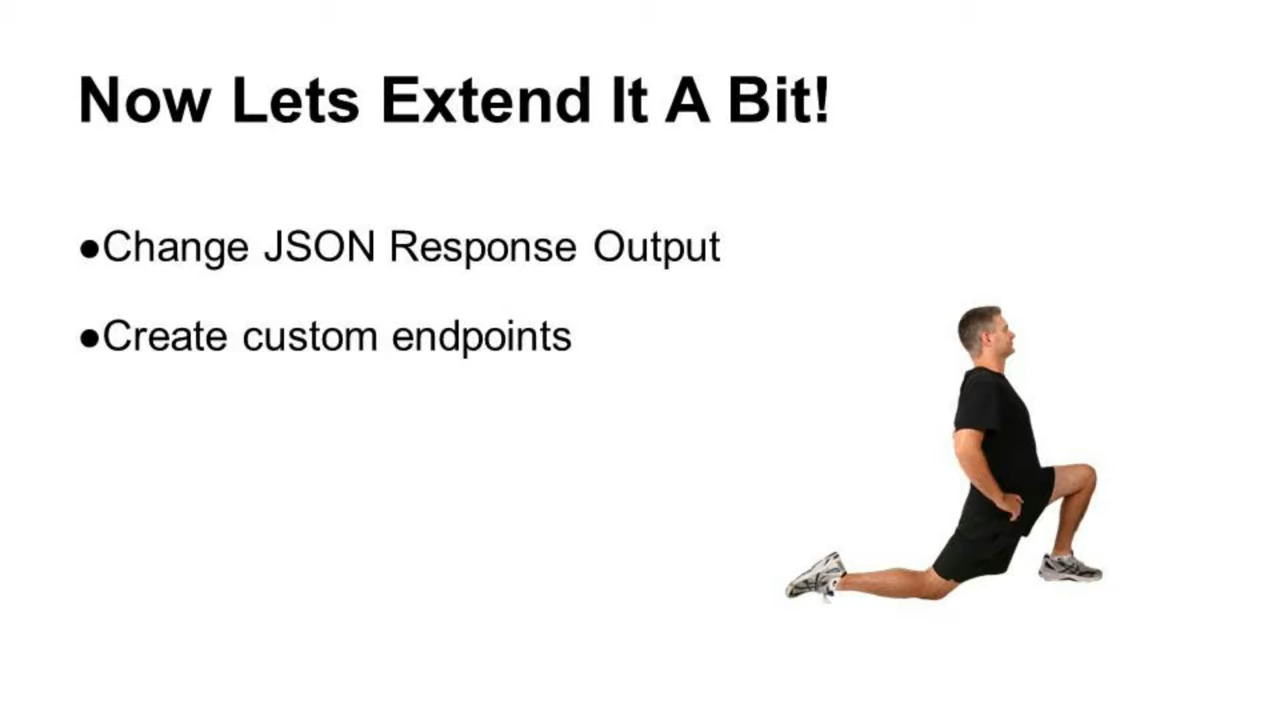 Now Lets Extend It A Bit!
●Change JSON Response Output
●Create custom endpoints